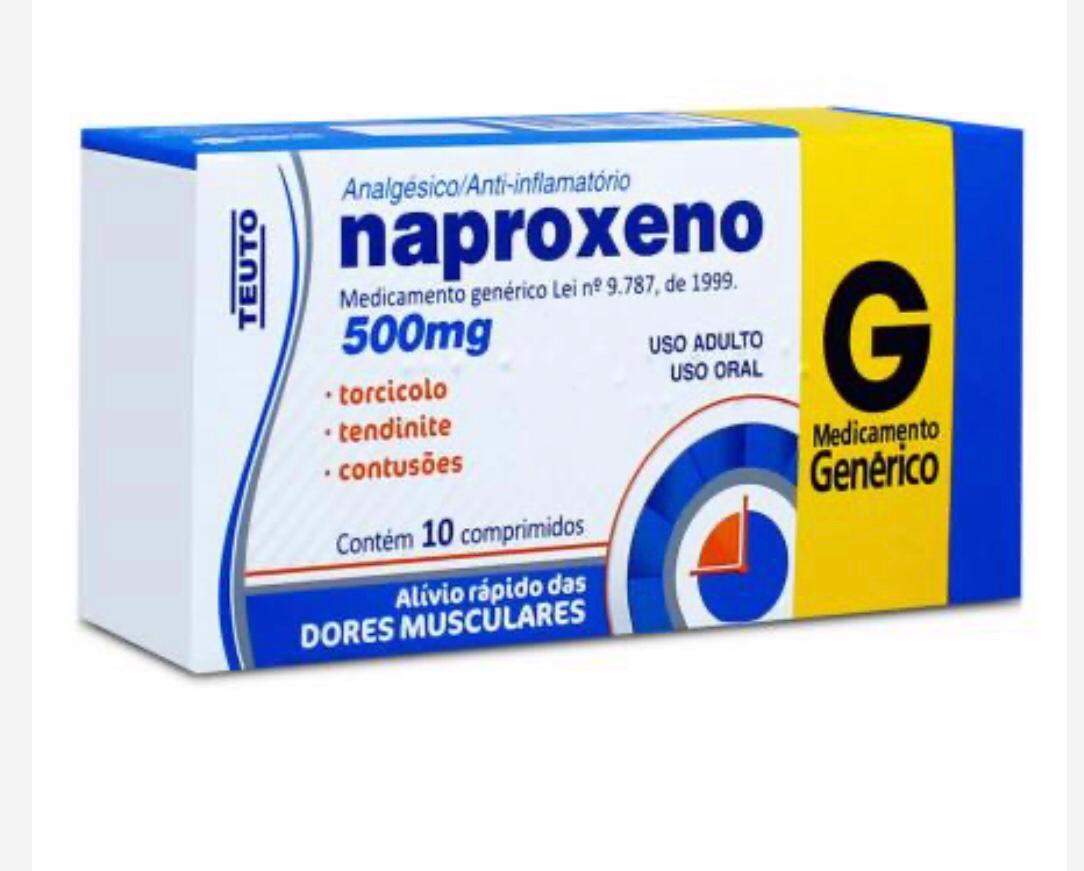 TEUTO
Analgésico/Anti-inflamatório
naproxeno
Medicamento genérico Lei nº 9.787, de 1999.
500mg
USO ADULTO
USO ORAL
· torcicolo
· tendinite
· contusões
Contém 10 comprimidos
Alívio rápido das
DORES MUSCULARES
G
Medicamento
Genérico